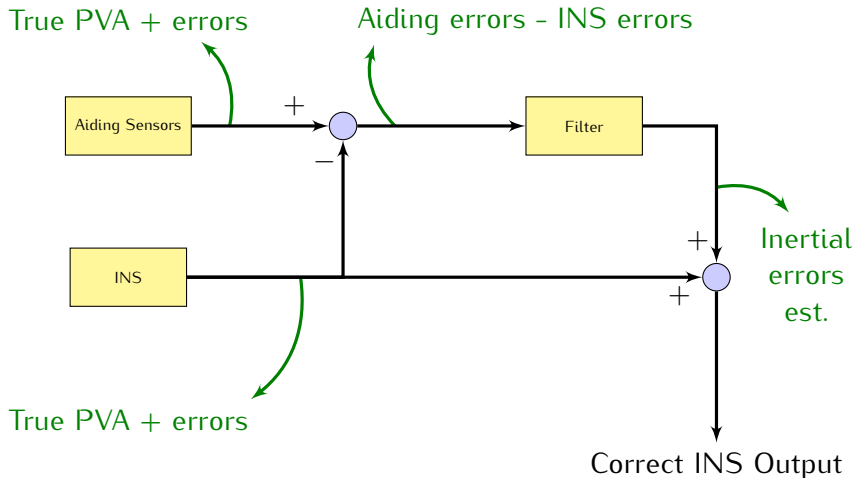 True PVA + errors
Aiding errors - INS errors
+
Aiding Sensors
Filter
−
+
Inertial
errors
est.
INS
+
True PVA + errors
Correct INS Output